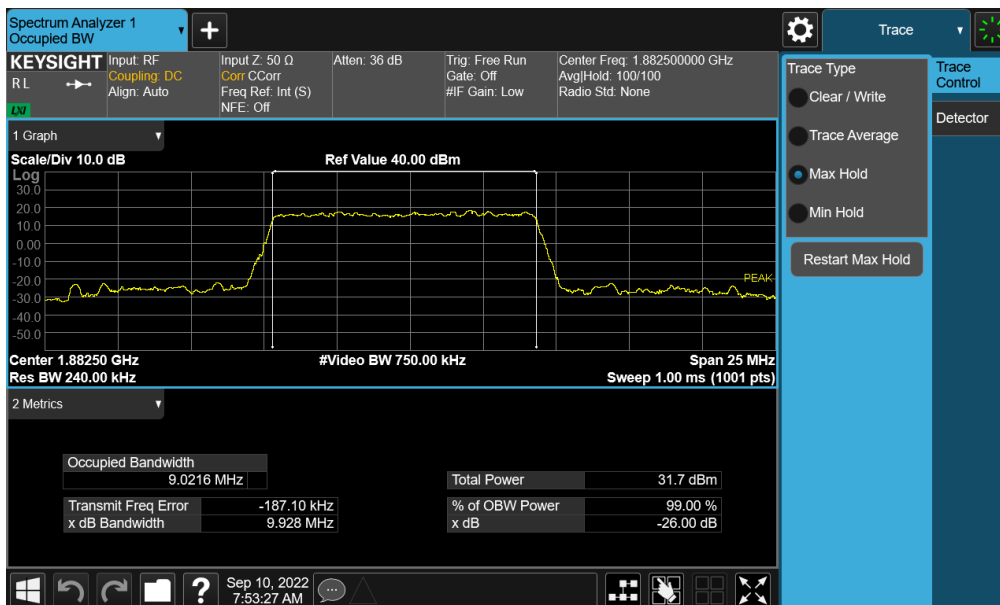 Spectrum Analyzer 1
Occupied BW
+
Trace
KEYSIGHT
R L
LXI
Input: RF
Coupling: DC
Align: Auto
Input Z: 50 Ω
Corr CCorr
Freq Ref: Int (S)
NFE: Off
Atten: 36 dB
Trig: Free Run
Gate: Off
#IF Gain: Low
Center Freq: 1.882500000 GHz
Avg|Hold: 100/100
Radio Std: None
Trace Type
Clear / Write
Trace Average
Max Hold
Min Hold
Restart Max Hold
Trace
Control
Detector
1 Graph
Scale/Div 10.0 dB
Ref Value 40.00 dBm
Log
30.0
20.0
10.0
0.00
-10.0
-20.0
-30.0
-40.0
-50.0
PEAK
Center 1.88250 GHz
#Video BW 750.00 kHz
Span 25 MHz
Res BW 240.00 kHz
Sweep 1.00 ms (1001 pts)
2 Metrics
Occupied Bandwidth
9.0216 MHz
Total Power 31.7 dBm
Transmit Freq Error -187.10 kHz
% of OBW Power 99.00 %
x dB Bandwidth 9.928 MHz
x dB -26.00 dB
?
Sep 10, 2022
7:53:27 AM